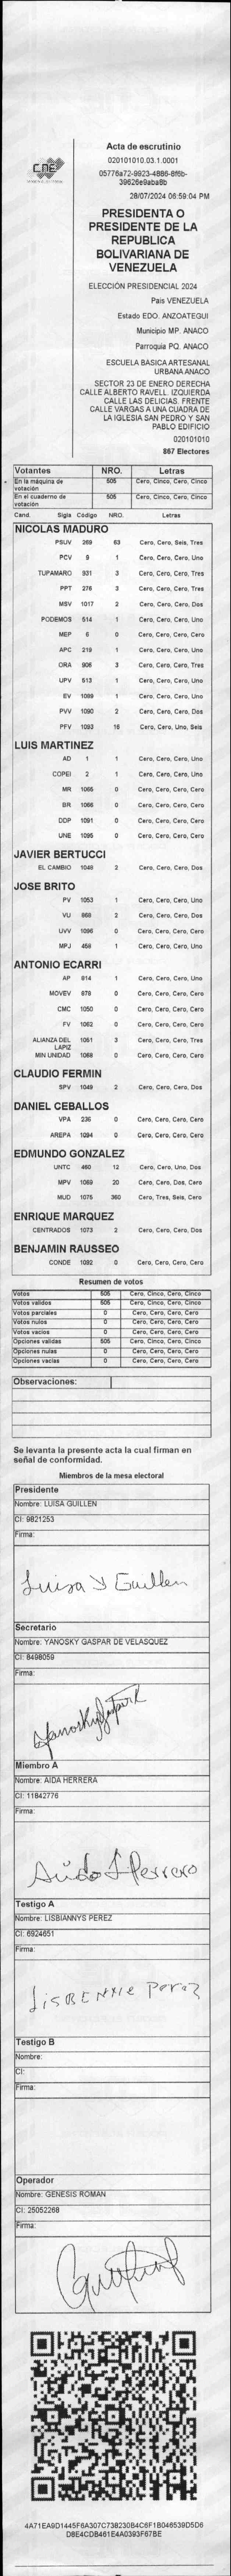 CNE
Acta de escrutinio
020101010.03.1.0001
05776a72-9923-4886-8f6b-
39626e9aba8b
28/07/2024 06:59:04 PM
PRESIDENTA O
PRESIDENTE DE LA
REPUBLICA
BOLIVARIANA DE
VENEZUELA
ELECCIÓN PRESIDENCIAL 2024
Pais VENEZUELA
Estado EDO. ANZOATEGUI
Municipio MP. ANACO
Parroquia PQ. ANACO
ESCUELA BASICA ARTESANAL
URBANA ANACO
SECTOR 23 DE ENERO DERECHA
CALLE ALBERTO RAVELL. IZQUIERDA
CALLE LAS DELICIAS. FRENTE
CALLE VARGAS A UNA CUADRA DE
LA IGLESIA SAN PEDRO Y SAN
PABLO EDIFICIO
020101010
867 Electores
Votantes NRO. Letras
En la máquina de votación 505 Cero, Cinco, Cero, Cinco
En el cuaderno de votación 505 Cero, Cinco, Cero, Cinco
Cand. Sigla Código NRO. Letras
NICOLAS MADURO
PSUV 269 63 Cero, Cero, Seis, Tres
PCV 9 1 Cero, Cero, Cero, Uno
TUPAMARO 931 3 Cero, Cero, Cero, Tres
PPT 276 3 Cero, Cero, Cero, Tres
MSV 1017 2 Cero, Cero, Cero, Dos
PODEMOS 514 1 Cero, Cero, Cero, Uno
MEP 6 0 Cero, Cero, Cero, Cero
APC 219 1 Cero, Cero, Cero, Uno
ORA 906 3 Cero, Cero, Cero, Tres
UPV 513 1 Cero, Cero, Cero, Uno
EV 1089 1 Cero, Cero, Cero, Uno
PVV 1090 2 Cero, Cero, Cero, Dos
PFV 1093 16 Cero, Cero, Uno, Seis
LUIS MARTINEZ
AD 1 1 Cero, Cero, Cero, Uno
COPEI 2 1 Cero, Cero, Cero, Uno
MR 1065 0 Cero, Cero, Cero, Cero
BR 1066 0 Cero, Cero, Cero, Cero
DDP 1091 0 Cero, Cero, Cero, Cero
UNE 1095 0 Cero, Cero, Cero, Cero
JAVIER BERTUCCI
EL CAMBIO 1048 2 Cero, Cero, Cero, Dos
JOSE BRITO
PV 1053 1 Cero, Cero, Cero, Uno
VU 868 2 Cero, Cero, Cero, Dos
UVV 1096 0 Cero, Cero, Cero, Cero
MPJ 458 1 Cero, Cero, Cero, Uno
ANTONIO ECARRI
AP 914 1 Cero, Cero, Cero, Uno
MOVEV 979 0 Cero, Cero, Cero, Cero
CMC 1050 0 Cero, Cero, Cero, Cero
FV 1062 0 Cero, Cero, Cero, Cero
ALIANZA DEL LAPIZ 1061 3 Cero, Cero, Cero, Tres
MIN UNIDAD 1068 0 Cero, Cero, Cero, Cero
CLAUDIO FERMIN
SPV 1049 2 Cero, Cero, Cero, Dos
DANIEL CEBALLOS
VPA 236 0 Cero, Cero, Cero, Cero
AREPA 1094 0 Cero, Cero, Cero, Cero
EDMUNDO GONZALEZ
UNTC 460 12 Cero, Cero, Uno, Dos
MPV 1069 20 Cero, Cero, Dos, Cero
MUD 1075 360 Cero, Tres, Seis, Cero
ENRIQUE MARQUEZ
CENTRADOS 1073 2 Cero, Cero, Cero, Dos
BENJAMIN RAUSSEO
CONDE 1092 0 Cero, Cero, Cero, Cero
Resumen de votos
Votos 505 Cero, Cinco, Cero, Cinco
Votos validos 505 Cero, Cinco, Cero, Cinco
Votos parciales 0 Cero, Cero, Cero, Cero
Votos nulos 0 Cero, Cero, Cero, Cero
Votos vacios 0 Cero, Cero, Cero, Cero
Opciones validas 505 Cero, Cinco, Cero, Cinco
Opciones nulas 0 Cero, Cero, Cero, Cero
Opciones vacias 0 Cero, Cero, Cero, Cero
Observaciones:
Se levanta la presente acta la cual firman en
señal de conformidad.
Miembros de la mesa electoral
Presidente
Nombre: LUISA GUILLEN
CI: 9821253
Firma:
Luisa Y Guillen
Secretario
Nombre: YANOSKY GASPAR DE VELASQUEZ
CI: 8498059
Firma:
Miembro A
Nombre: AIDA HERRERA
CI: 11842776
Firma:
Testigo A
Nombre: LISBIANNYS PEREZ
CI: 6924651
Firma:
Perez
Testigo B
Nombre:
CI:
Firma:
Operador
Nombre: GENESIS ROMAN
CI: 25052268
Firma:
4A71EA9D1445F6A307C738230B4C6F1B046539D5D6
D8E4CDB461E4A0393F67BE